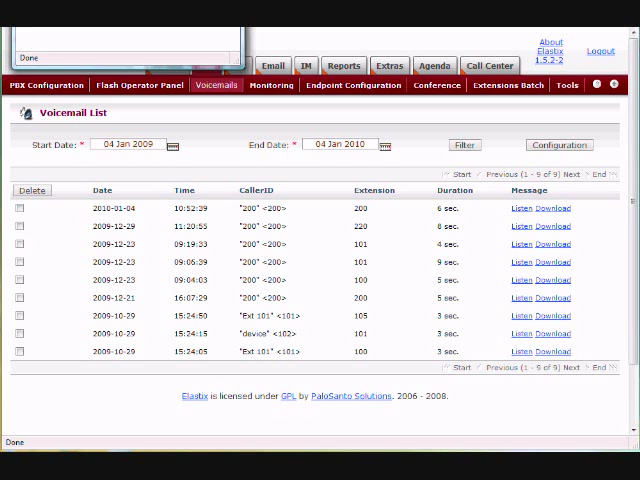 Done
Email IM Reports Extras Agenda Call Center
About Elastix 1.5.2-2
Logout
PBX Configuration Flash Operator Panel Voicemails Monitoring Endpoint Configuration Conference Extensions Batch Tools
Voicemail List
Start Date: * 04 Jan 2009 End Date: * 04 Jan 2010 Filter Configuration
Start Previous (1 - 9 of 9) Next End
Delete Date Time CallerID Extension Duration Message
2010-01-04 10:52:39 "200" <200> 200 6 sec. Listen Download
2009-12-29 11:20:55 "200" <200> 220 8 sec. Listen Download
2009-12-23 09:19:33 "200" <200> 101 4 sec. Listen Download
2009-12-23 09:05:39 "200" <200> 101 9 sec. Listen Download
2009-12-23 09:04:03 "200" <200> 100 5 sec. Listen Download
2009-12-21 16:07:29 "200" <200> 200 5 sec. Listen Download
2009-10-29 15:24:50 "Ext 101" <101> 105 3 sec. Listen Download
2009-10-29 15:24:15 "device" <102> 101 3 sec. Listen Download
2009-10-29 15:24:05 "Ext 101" <101> 100 3 sec. Listen Download
Start Previous (1 - 9 of 9) Next End
Elastix is licensed under GPL by PaloSanto Solutions. 2006 - 2008.
Done